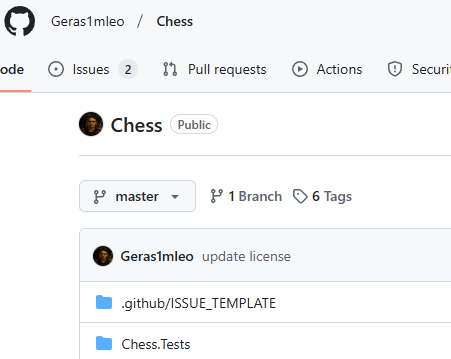 Geras1mleo / Chess
ode Issues 2 Pull requests Actions Securi
Chess Public
master 1 Branch 6 Tags
Geras1mleo update license
.github/ISSUE_TEMPLATE
Chess.Tests